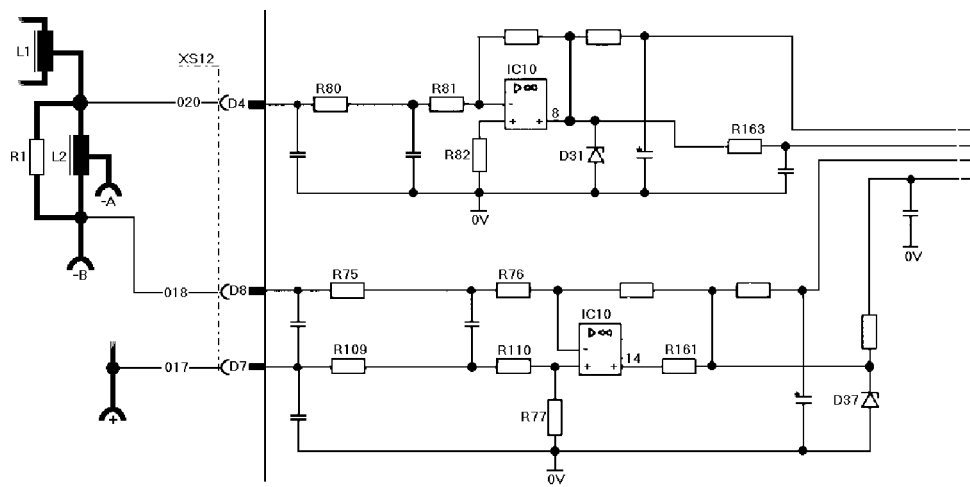 L1
XS12
020
D4
R80
R81
IC10
▷∞
-
+
+
8
R82
D31
+
R163
0V
R1
L2
-A
-B
0V
018
D8
R75
R76
IC10
▷∞
-
+
+
14
017
D7
R109
R110
R161
R77
+
D37
+
0V